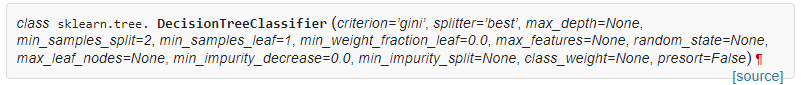 class sklearn.tree. DecisionTreeClassifier (criterion=’gini’, splitter=’best’, max_depth=None,
min_samples_split=2, min_samples_leaf=1, min_weight_fraction_leaf=0.0, max_features=None, random_state=None,
max_leaf_nodes=None, min_impurity_decrease=0.0, min_impurity_split=None, class_weight=None, presort=False) ¶
[source]